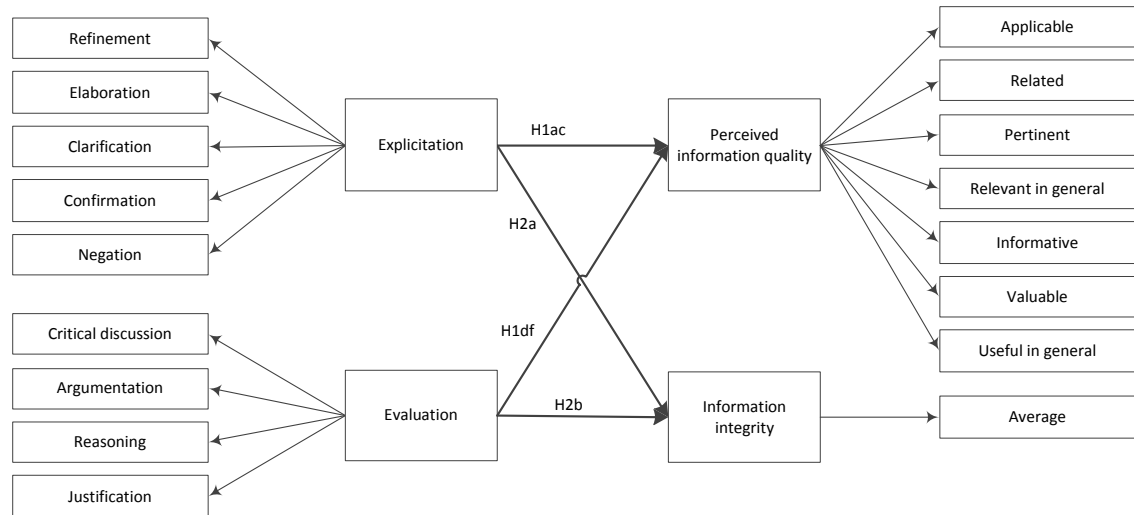 Refinement
Elaboration
Clarification
Confirmation
Negation
Critical discussion
Argumentation
Reasoning
Justification
Explicitation
Evaluation
H1ac
H2a
H1df
H2b
Perceived
information quality
Information
integrity
Applicable
Related
Pertinent
Relevant in general
Informative
Valuable
Useful in general
Average